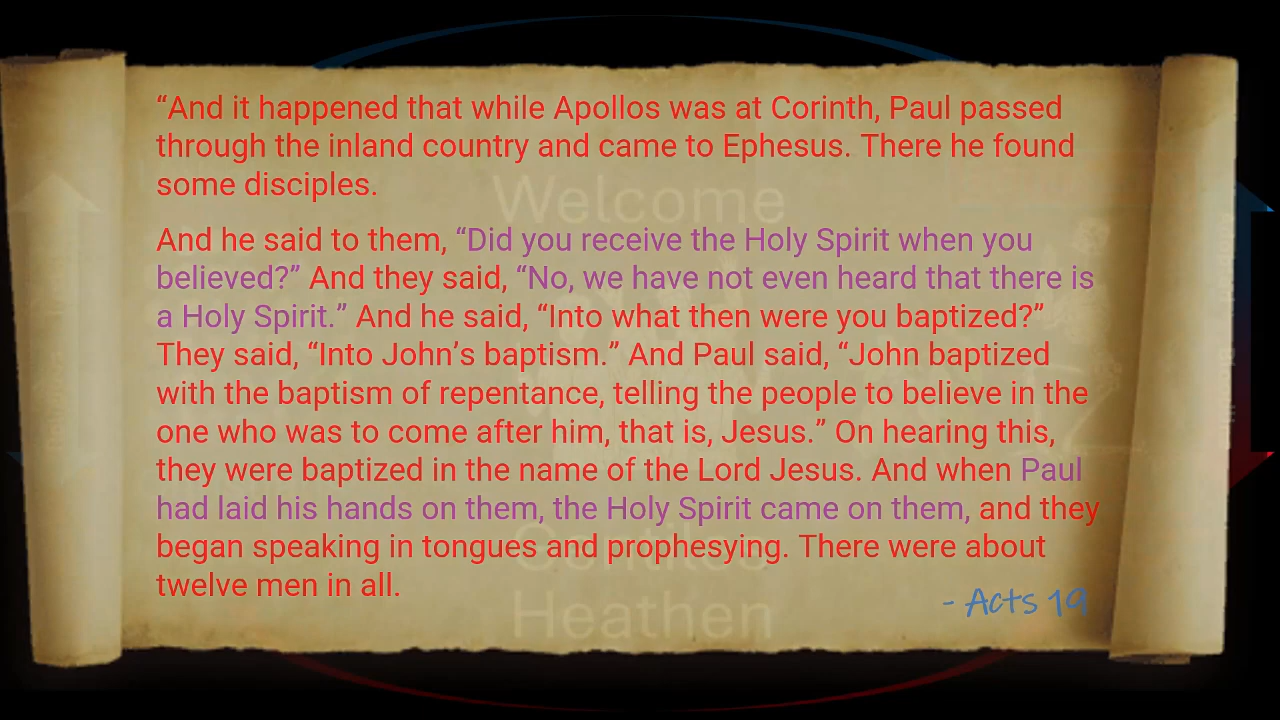 “And it happened that while Apollos was at Corinth, Paul passed
through the inland country and came to Ephesus. There he found
some disciples.
Welcome
And he said to them, “Did you receive the Holy Spirit when you
believed?” And they said, “No, we have not even heard that there is
a Holy Spirit.” And he said, “Into what then were you baptized?”
They said, “Into John’s baptism.” And Paul said, “John baptized
with the baptism of repentance, telling the people to believe in the
one who was to come after him, that is, Jesus.” On hearing this,
they were baptized in the name of the Lord Jesus. And when Paul
had laid his hands on them, the Holy Spirit came on them, and they
began speaking in tongues and prophesying. There were about
Gentiles
twelve men in all.
- Acts 19
Heathen